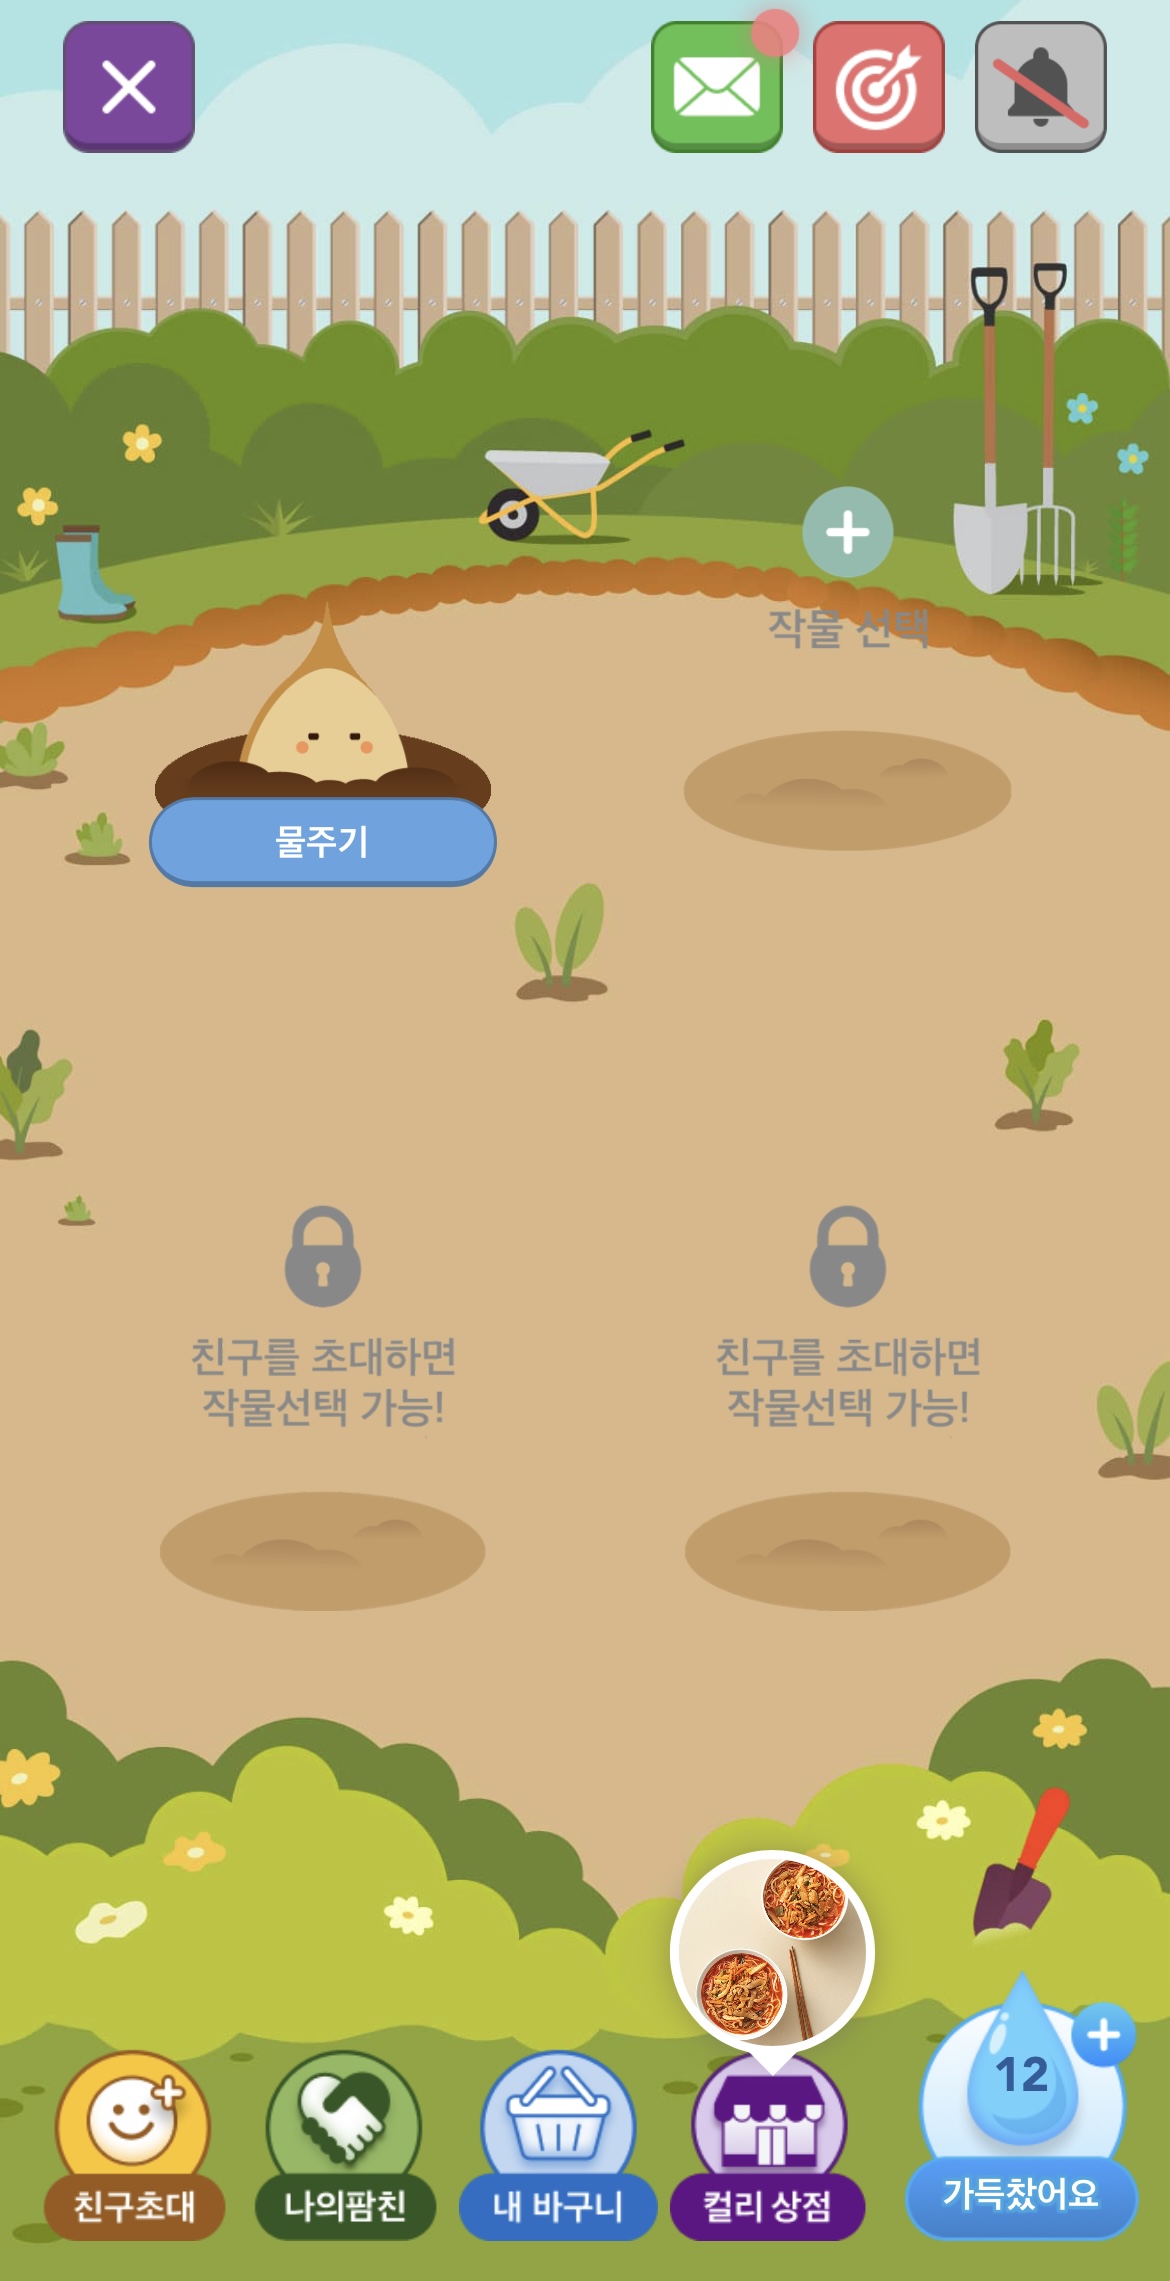 작물 선택
물주기
친구를 초대하면
작물선택 가능!
친구를 초대하면
작물선택 가능!
12
친구초대
나의팜친
내 바구니
컬리 상점
가득찼어요